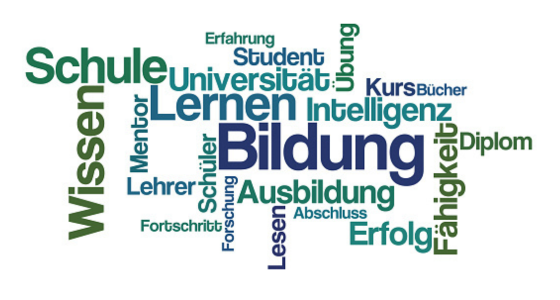 Erfahrung
Übung
Student
Schule
Universität
Kurs
Bücher
Wissen
Lernen
Intelligenz
Mentor
Bildung
Fähigkeit
Diplom
Schüler
Lehrer
Forschung
Ausbildung
Lesen
Abschluss
Fortschritt
Erfolg